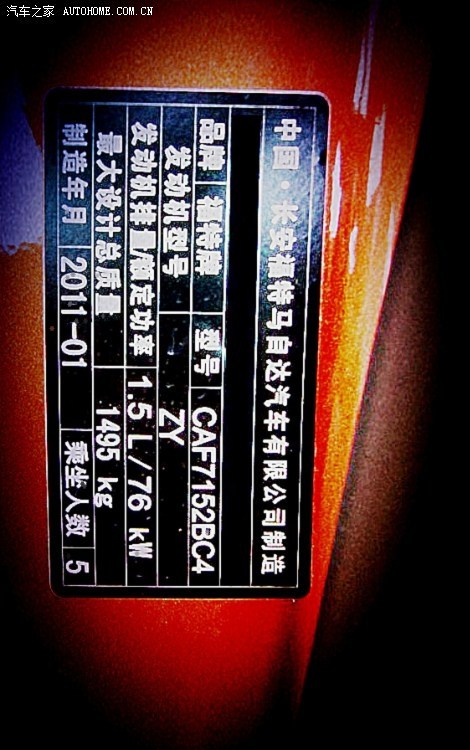 汽车之家 AUTOHOME.COM.CN
中国·长安福特马自达汽车有限公司制造
品牌 福特牌 型号 CAF7152BC4
发动机型号 ZY
发动机排量/额定功率 1.5 L/76 kW
最大设计总质量 1495 kg
制造年月 2011-01 乘坐人数 5